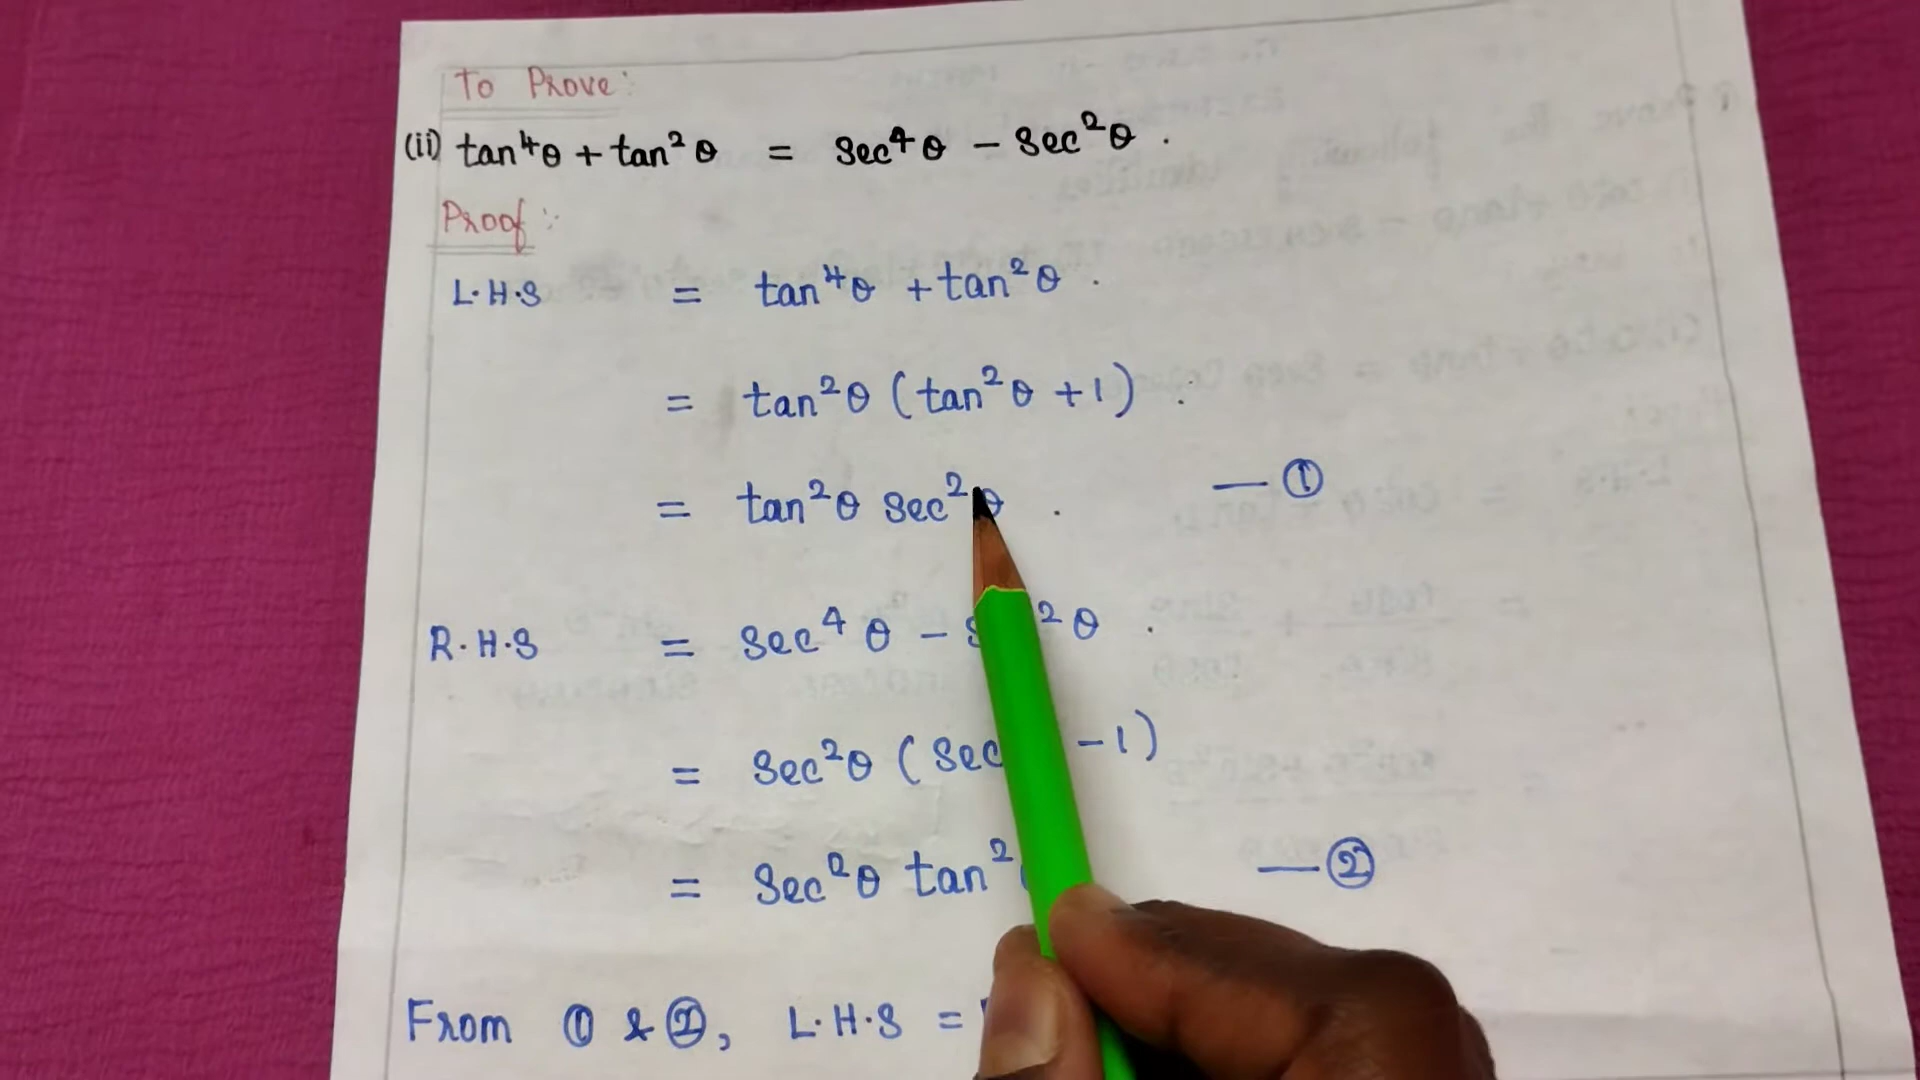 To Prove:
(ii) tan⁴θ + tan²θ = sec⁴θ – sec²θ .
Proof:
L.H.S = tan⁴θ + tan²θ .
= tan²θ (tan²θ + 1) .
= tan²θ sec²θ . — ①
R.H.S = sec⁴θ – s ²θ .
= sec²θ (sec – 1)
= sec²θ tan² — ②
From ① & ②, L.H.S =